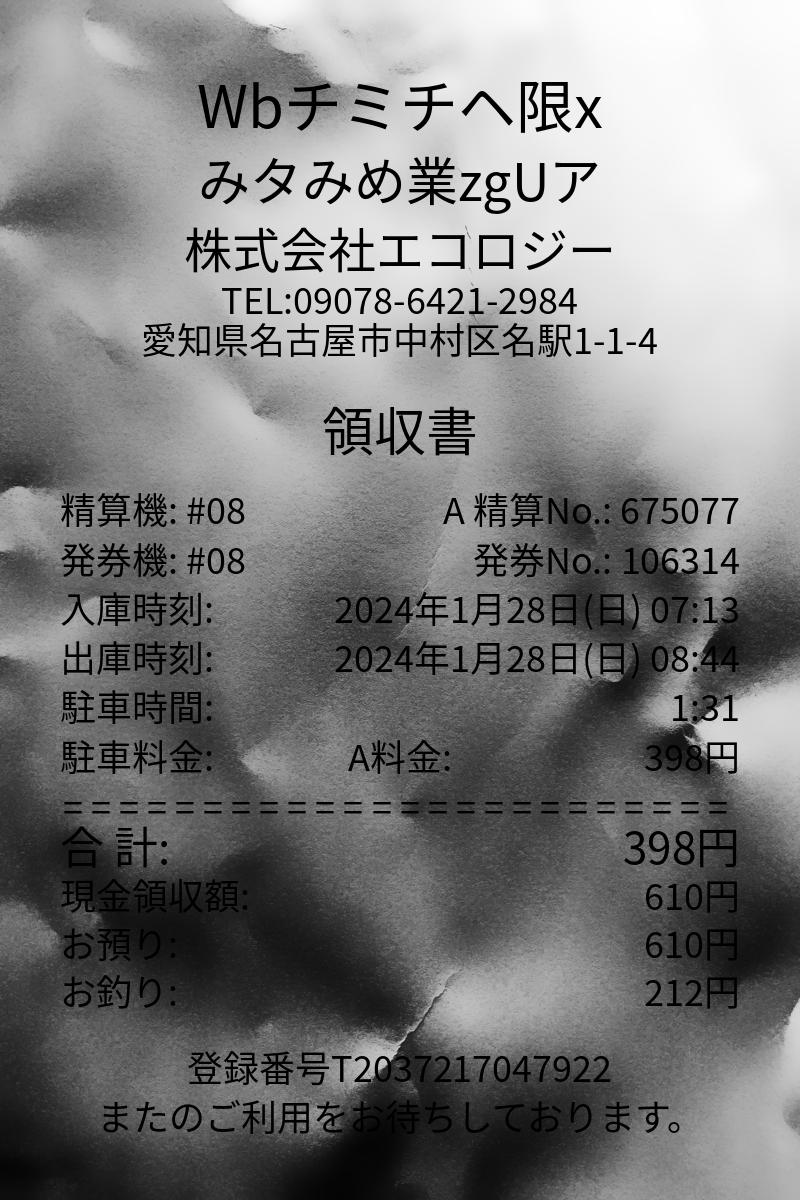 Wbチミチヘ限x
みタみめ業zgUア
株式会社エコロジー
TEL:09078-6421-2984
愛知県名古屋市中村区名駅1-1-4
領収書
精算機: #08 A 精算No.: 675077
発券機: #08 発券No.: 106314
入庫時刻: 2024年1月28日(日) 07:13
出庫時刻: 2024年1月28日(日) 08:44
駐車時間: 1:31
駐車料金: A料金: 398円
========================
合 計: 398円
現金領収額: 610円
お預り: 610円
お釣り: 212円
登録番号T2037217047922
またのご利用をお待ちしております。